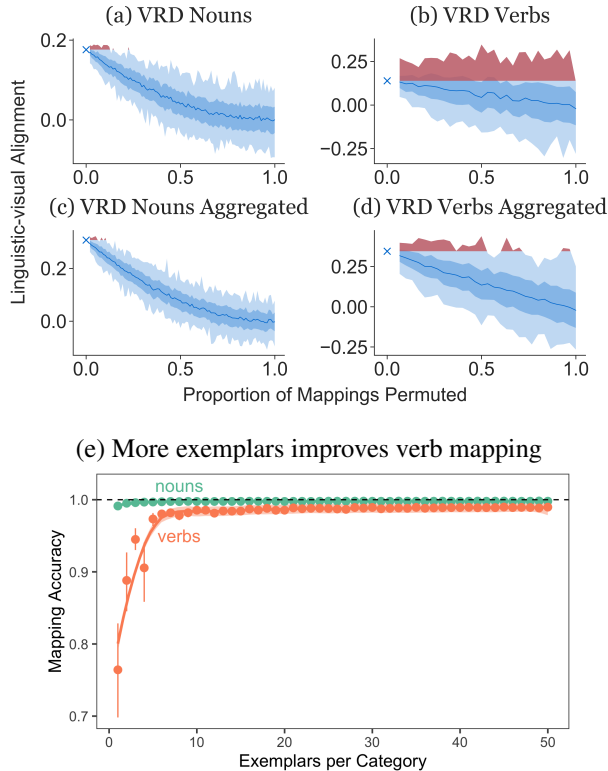 (a) VRD Nouns
(b) VRD Verbs
Linguistic-visual Alignment
0.2
0.0
0.0
0.5
1.0
0.25
0.00
−0.25
0.0
0.5
1.0
(c) VRD Nouns Aggregated
(d) VRD Verbs Aggregated
0.2
0.0
0.0
0.5
1.0
0.25
0.00
−0.25
0.0
0.5
1.0
Proportion of Mappings Permuted
(e) More exemplars improves verb mapping
nouns
verbs
Mapping Accuracy
1.0
0.9
0.8
0.7
0
10
20
30
40
50
Exemplars per Category